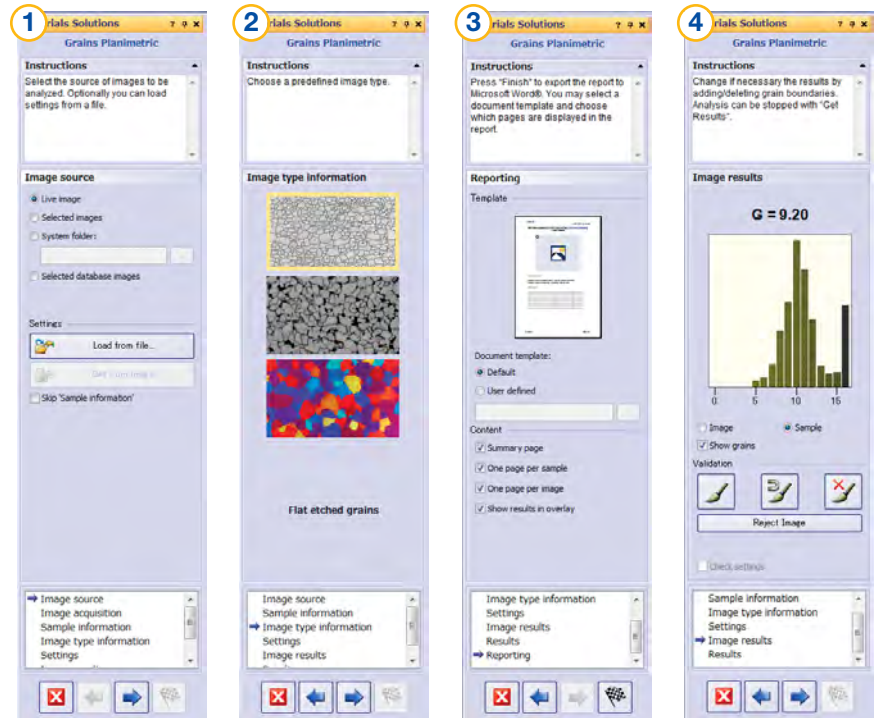 1
rials Solutions
Grains Planimetric
Instructions
Select the source of images to be
analyzed. Optionally you can load
settings from a file.
Image source
Live image
Selected images
System folder:
Selected database images
Settings
Load from file...
Skip 'Sample information'
Image source
Image acquisition
Sample information
Image type information
Settings
2
rials Solutions
Grains Planimetric
Instructions
Choose a predefined image type.
Image type information
Flat etched grains
Image source
Sample information
Image type information
Settings
Image results
3
rials Solutions
Grains Planimetric
Instructions
Press "Finish" to export the report to
Microsoft Word®. You may select a
document template and choose
which pages are displayed in the
report.
Reporting
Template
Document template:
Default
User defined
Content
Summary page
One page per sample
One page per image
Show results in overlay
Image type information
Settings
Image results
Results
Reporting
4
rials Solutions
Grains Planimetric
Instructions
Change if necessary the results by
adding/deleting grain boundaries.
Analysis can be stopped with "Get
Results".
Image results
G = 9.20
0 5 10 15
Image Sample
Show grains
Validation
Reject Image
Check settings
Sample information
Image type information
Settings
Image results
Results